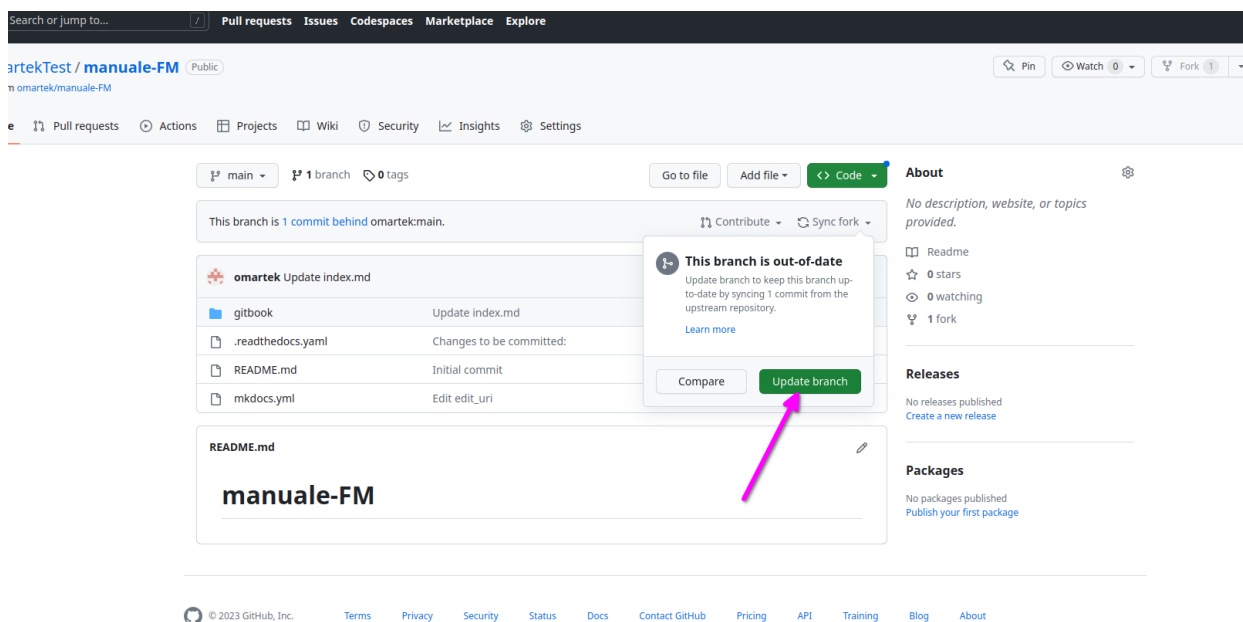 Search or jump to... / Pull requests Issues Codespaces Marketplace Explore
artekTest / manuale-FM Public
Pin Watch 0 Fork 1
m omartek/manuale-FM
e Pull requests Actions Projects Wiki Security Insights Settings
main 1 branch 0 tags Go to file Add file Code
This branch is 1 commit behind omartek:main. Contribute Sync fork
This branch is out-of-date
Update branch to keep this branch up-
to-date by syncing 1 commit from the
upstream repository.
Learn more
Compare Update branch
omartek Update index.md
gitbook Update index.md
.readthedocs.yaml Changes to be committed:
README.md Initial commit
mkdocs.yml Edit edit_uri
README.md
manuale-FM
About
No description, website, or topics
provided.
Readme
0 stars
0 watching
1 fork
Releases
No releases published
Create a new release
Packages
No packages published
Publish your first package
© 2023 GitHub, Inc. Terms Privacy Security Status Docs Contact GitHub Pricing API Training Blog About